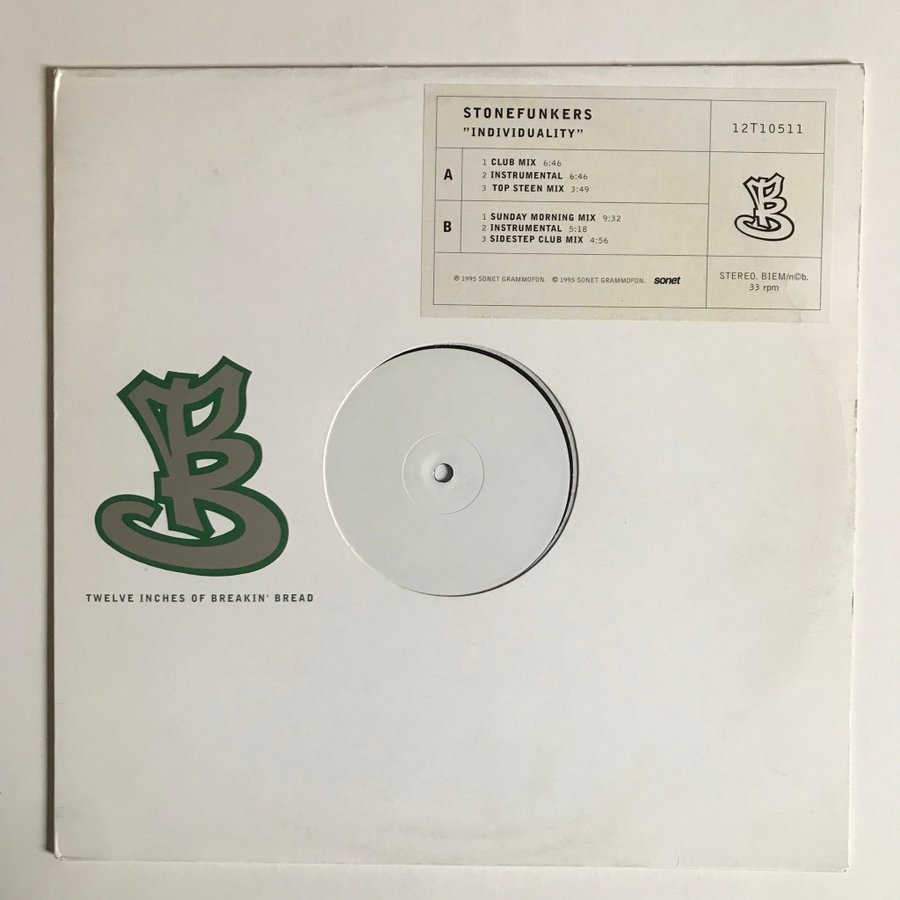 STONEFUNKERS
"INDIVIDUALITY"
12T10511
A
1 CLUB MIX 6:46
2 INSTRUMENTAL 6:46
3 TOP STEEN MIX 3:49
B
1 SUNDAY MORNING MIX 9:32
2 INSTRUMENTAL 5:18
3 SIDESTEP CLUB MIX 4:56
℗ 1995 SONET GRAMMOFON. © 1995 SONET GRAMMOFON. sonet
STEREO. BIEM/n©b.
33 rpm
B
TWELVE INCHES OF BREAKIN' BREAD